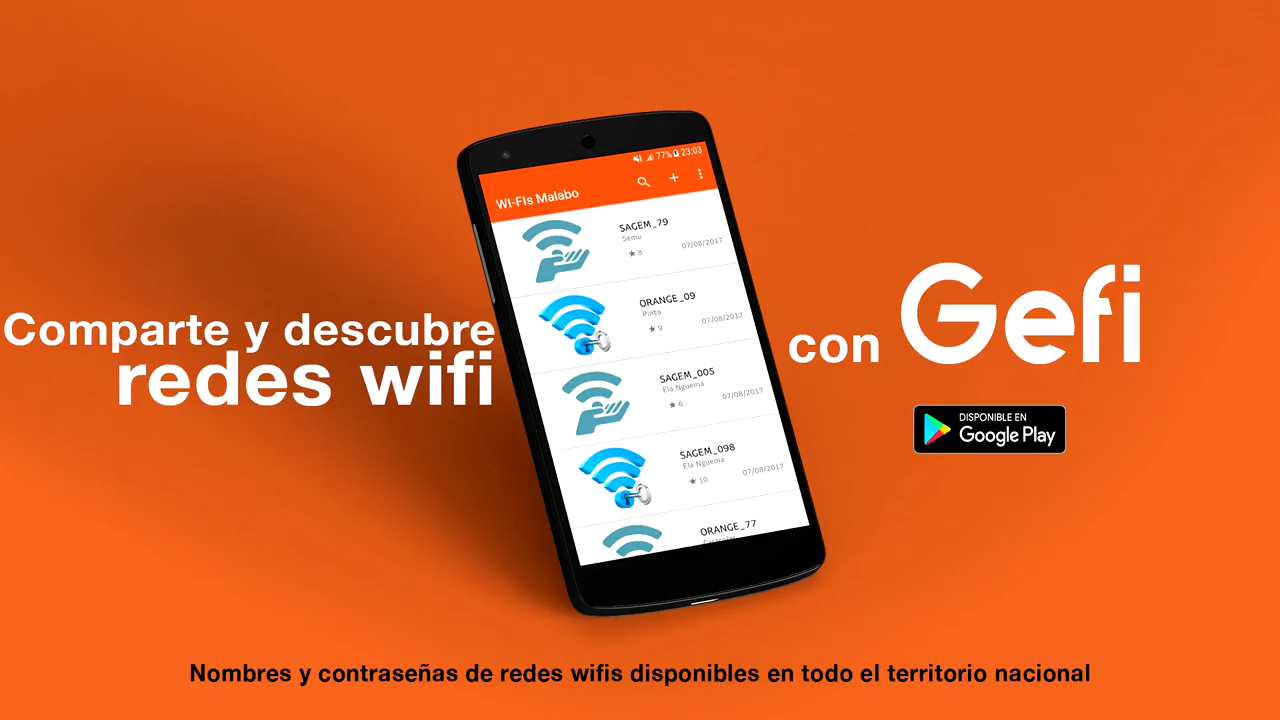 Comparte y descubre
redes wifi
77% 23:03
WI-FIs Malabo
SAGEM_79
Semu
★ 8
07/08/2017
ORANGE_09
Pinto
★ 9
07/08/2017
SAGEM_005
Ela Nguema
★ 6
07/08/2017
SAGEM_098
Ela Nguema
★ 10
07/08/2017
ORANGE_77
con Gefi
DISPONIBLE EN
Google Play
Nombres y contraseñas de redes wifis disponibles en todo el territorio nacional